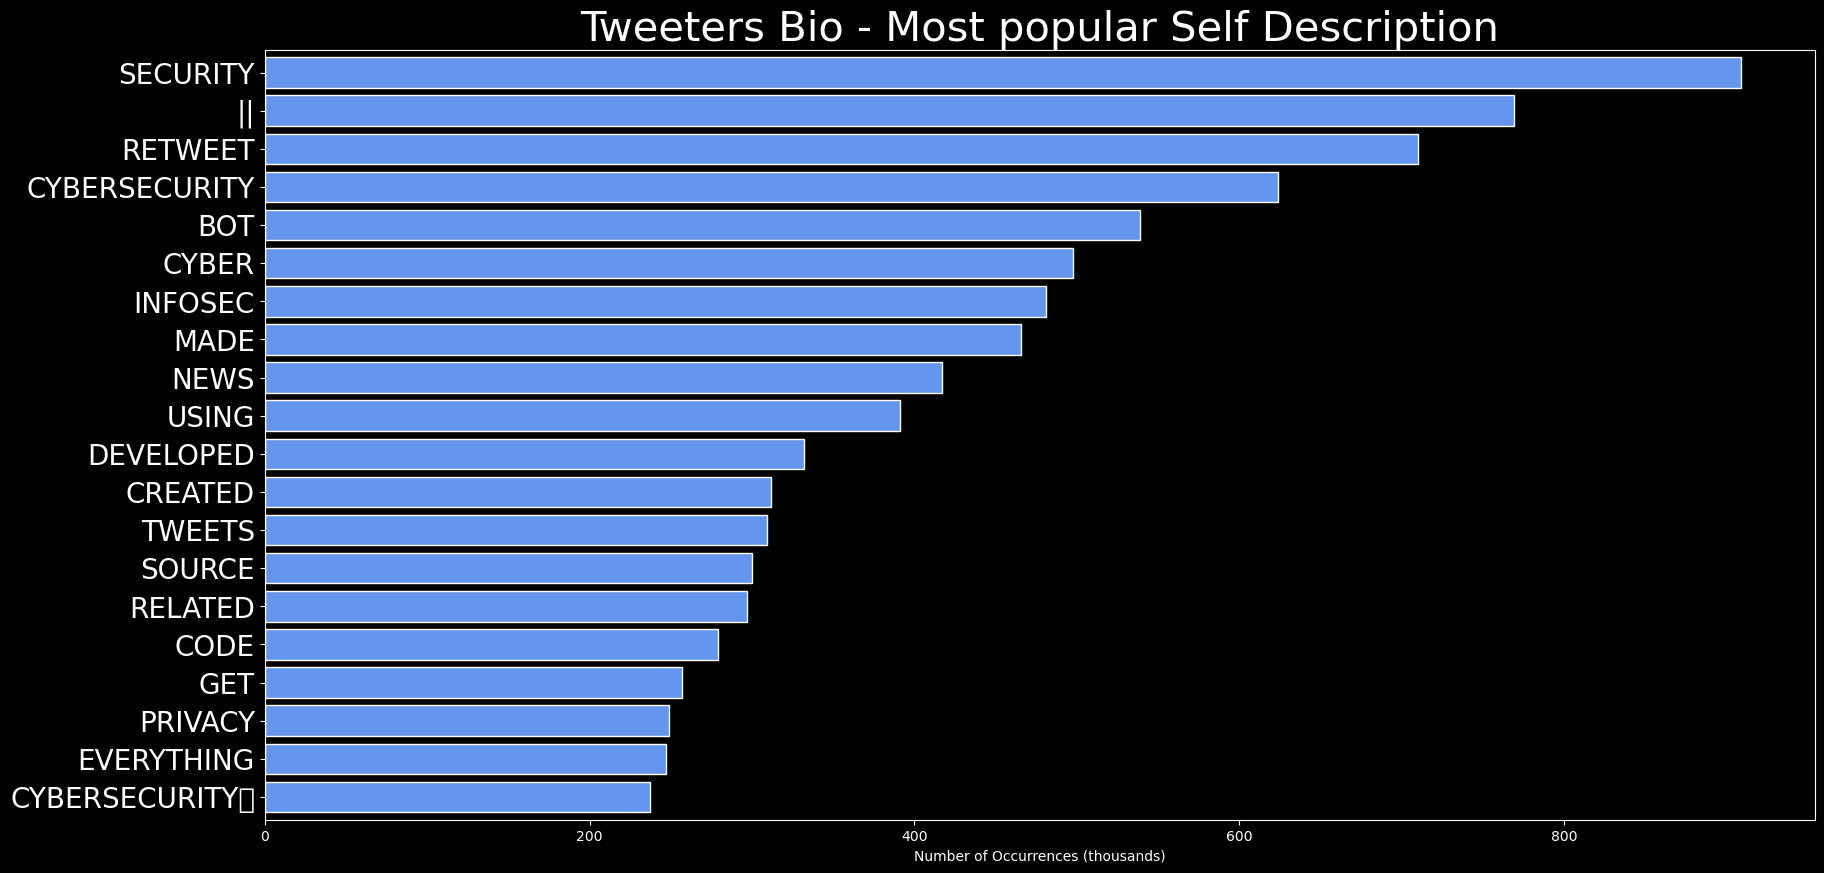 Tweeters Bio - Most popular Self Description
SECURITY
||
RETWEET
CYBERSECURITY
BOT
CYBER
INFOSEC
MADE
NEWS
USING
DEVELOPED
CREATED
TWEETS
SOURCE
RELATED
CODE
GET
PRIVACY
EVERYTHING
CYBERSECURITY▯
0 200 400 600 800
Number of Occurrences (thousands)